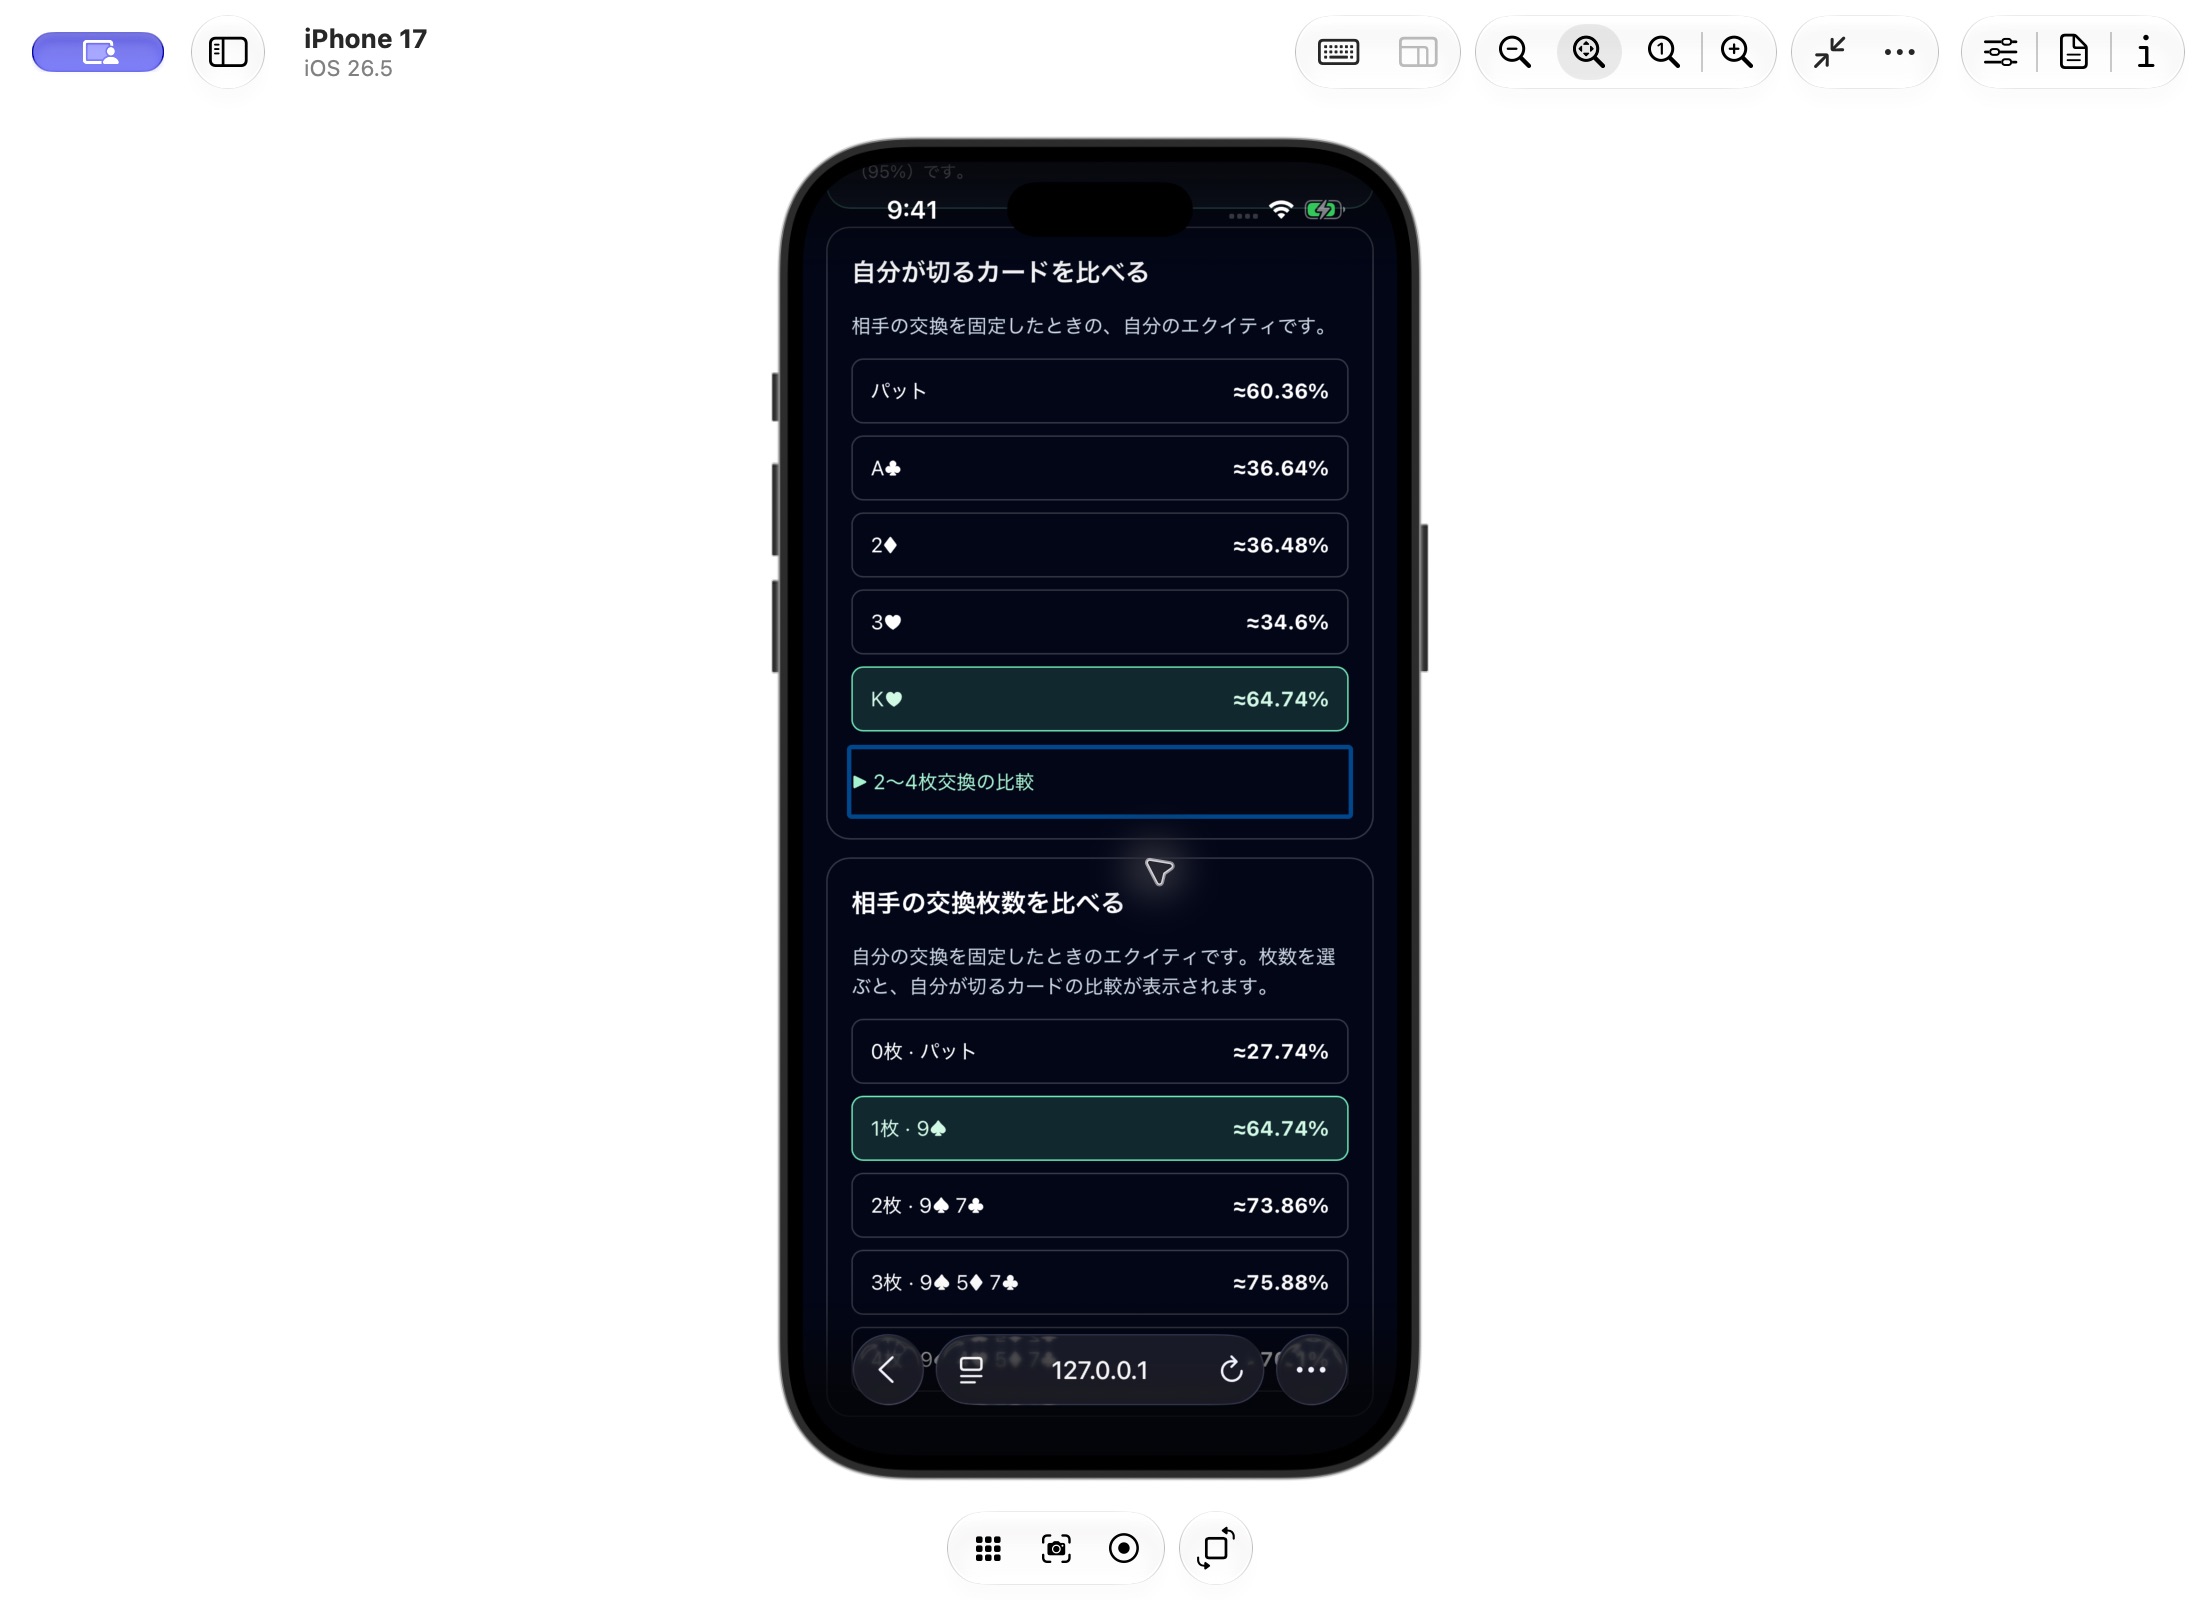 iPhone 17
iOS 26.5
(95%）です。
9:41
自分が切るカードを比べる
相手の交換を固定したときの、自分のエクイティです。
パット ≈60.36%
A♣ ≈36.64%
2♦ ≈36.48%
3♥ ≈34.6%
K♥ ≈64.74%
▶ 2〜4枚交換の比較
相手の交換枚数を比べる
自分の交換を固定したときのエクイティです。枚数を選
ぶと、自分が切るカードの比較が表示されます。
0枚 · パット ≈27.74%
1枚 · 9♠ ≈64.74%
2枚 · 9♠ 7♣ ≈73.86%
3枚 · 9♠ 5♦ 7♣ ≈75.88%
127.0.0.1